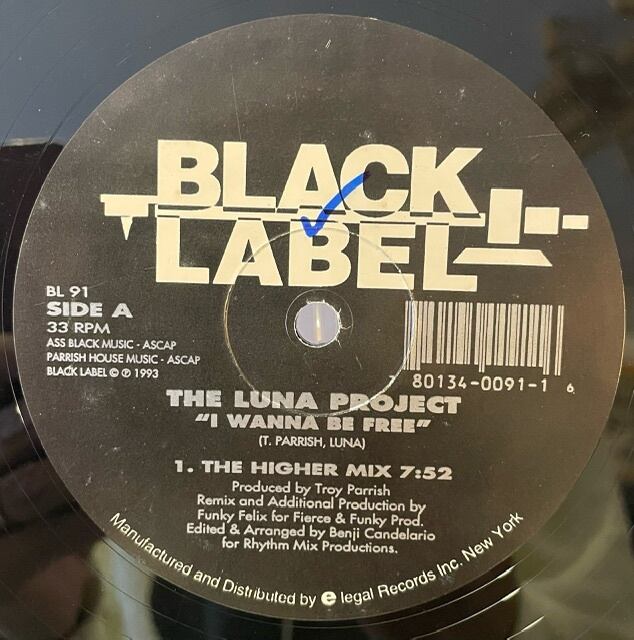 BLACK
LABEL
BL 91
SIDE A
33 RPM
ASS BLACK MUSIC - ASCAP
PARRISH HOUSE MUSIC - ASCAP
BLACK LABEL © ℗ 1993
80134-0091-1 6
THE LUNA PROJECT
"I WANNA BE FREE"
(T. PARRISH, LUNA)
1. THE HIGHER MIX 7:52
Produced by Troy Parrish
Remix and Additional Production by
Funky Felix for Fierce & Funky Prod.
Edited & Arranged by Benji Candelario
for Rhythm Mix Productions.
Manufactured and Distributed by e legal Records Inc. New York